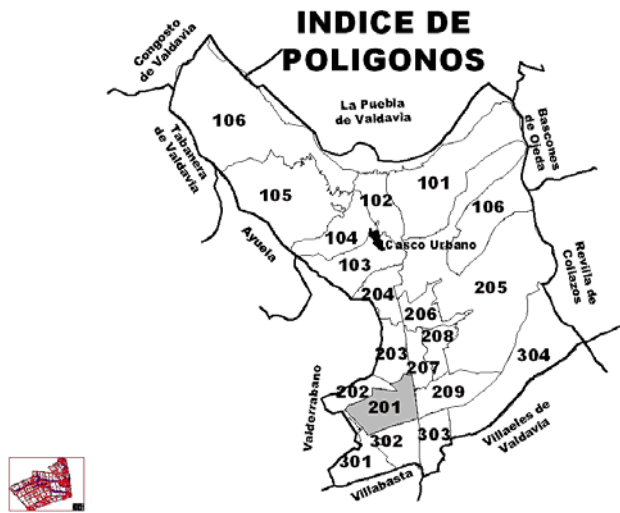 INDICE DE
POLIGONOS
Congosto
de Valdavia
La Puebla
de Valdavia
Bascones
de Ojeda
Tabanera
de Valdavia
106
101
105
102
106
104
Casco Urbano
Ayuela
103
Revilla de
Collazos
204
205
206
208
203
304
207
202
209
201
Valderrabano
303
Villaeles de
Valdavia
302
301
Villabasta